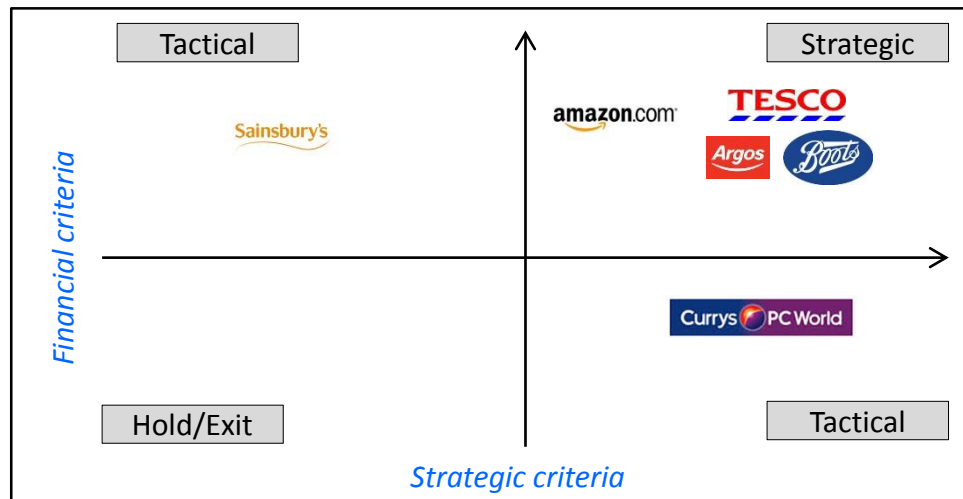 Tactical
Strategic
Sainsbury's
amazon.com
TESCO
Argos
Boots
Financial criteria
Currys PC World
Hold/Exit
Tactical
Strategic criteria